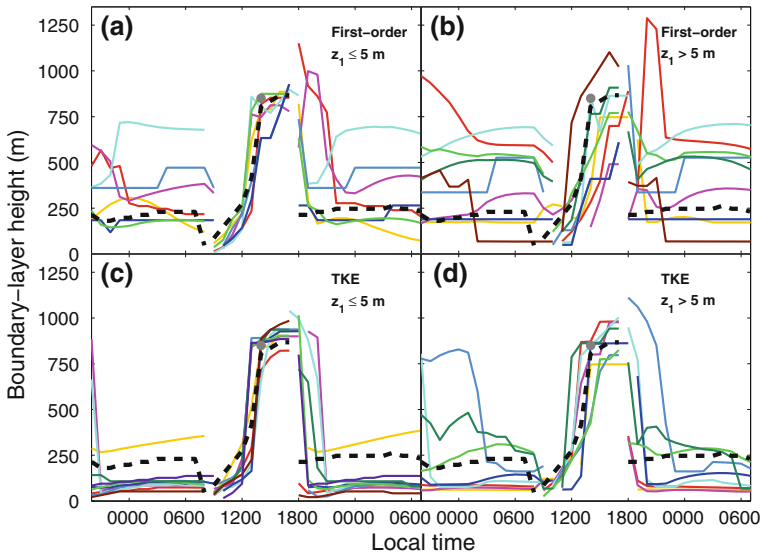 (a) First-order z₁ ≤ 5 m
(b) First-order z₁ > 5 m
1000
750
500
250
0
(c) TKE z₁ ≤ 5 m
(d) TKE z₁ > 5 m
1000
750
500
250
0
Boundary-layer height (m)
0000 0600 1200 1800 0000 0600 0000 0600 1200 1800 0000 0600
Local time